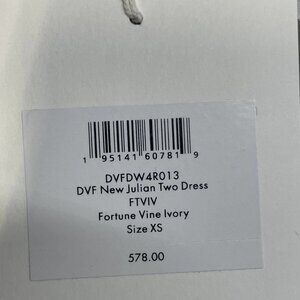 1 95141 60781 9
DVFDW4R013
DVF New Julian Two Dress
FTVIV
Fortune Vine Ivory
Size XS
578.00